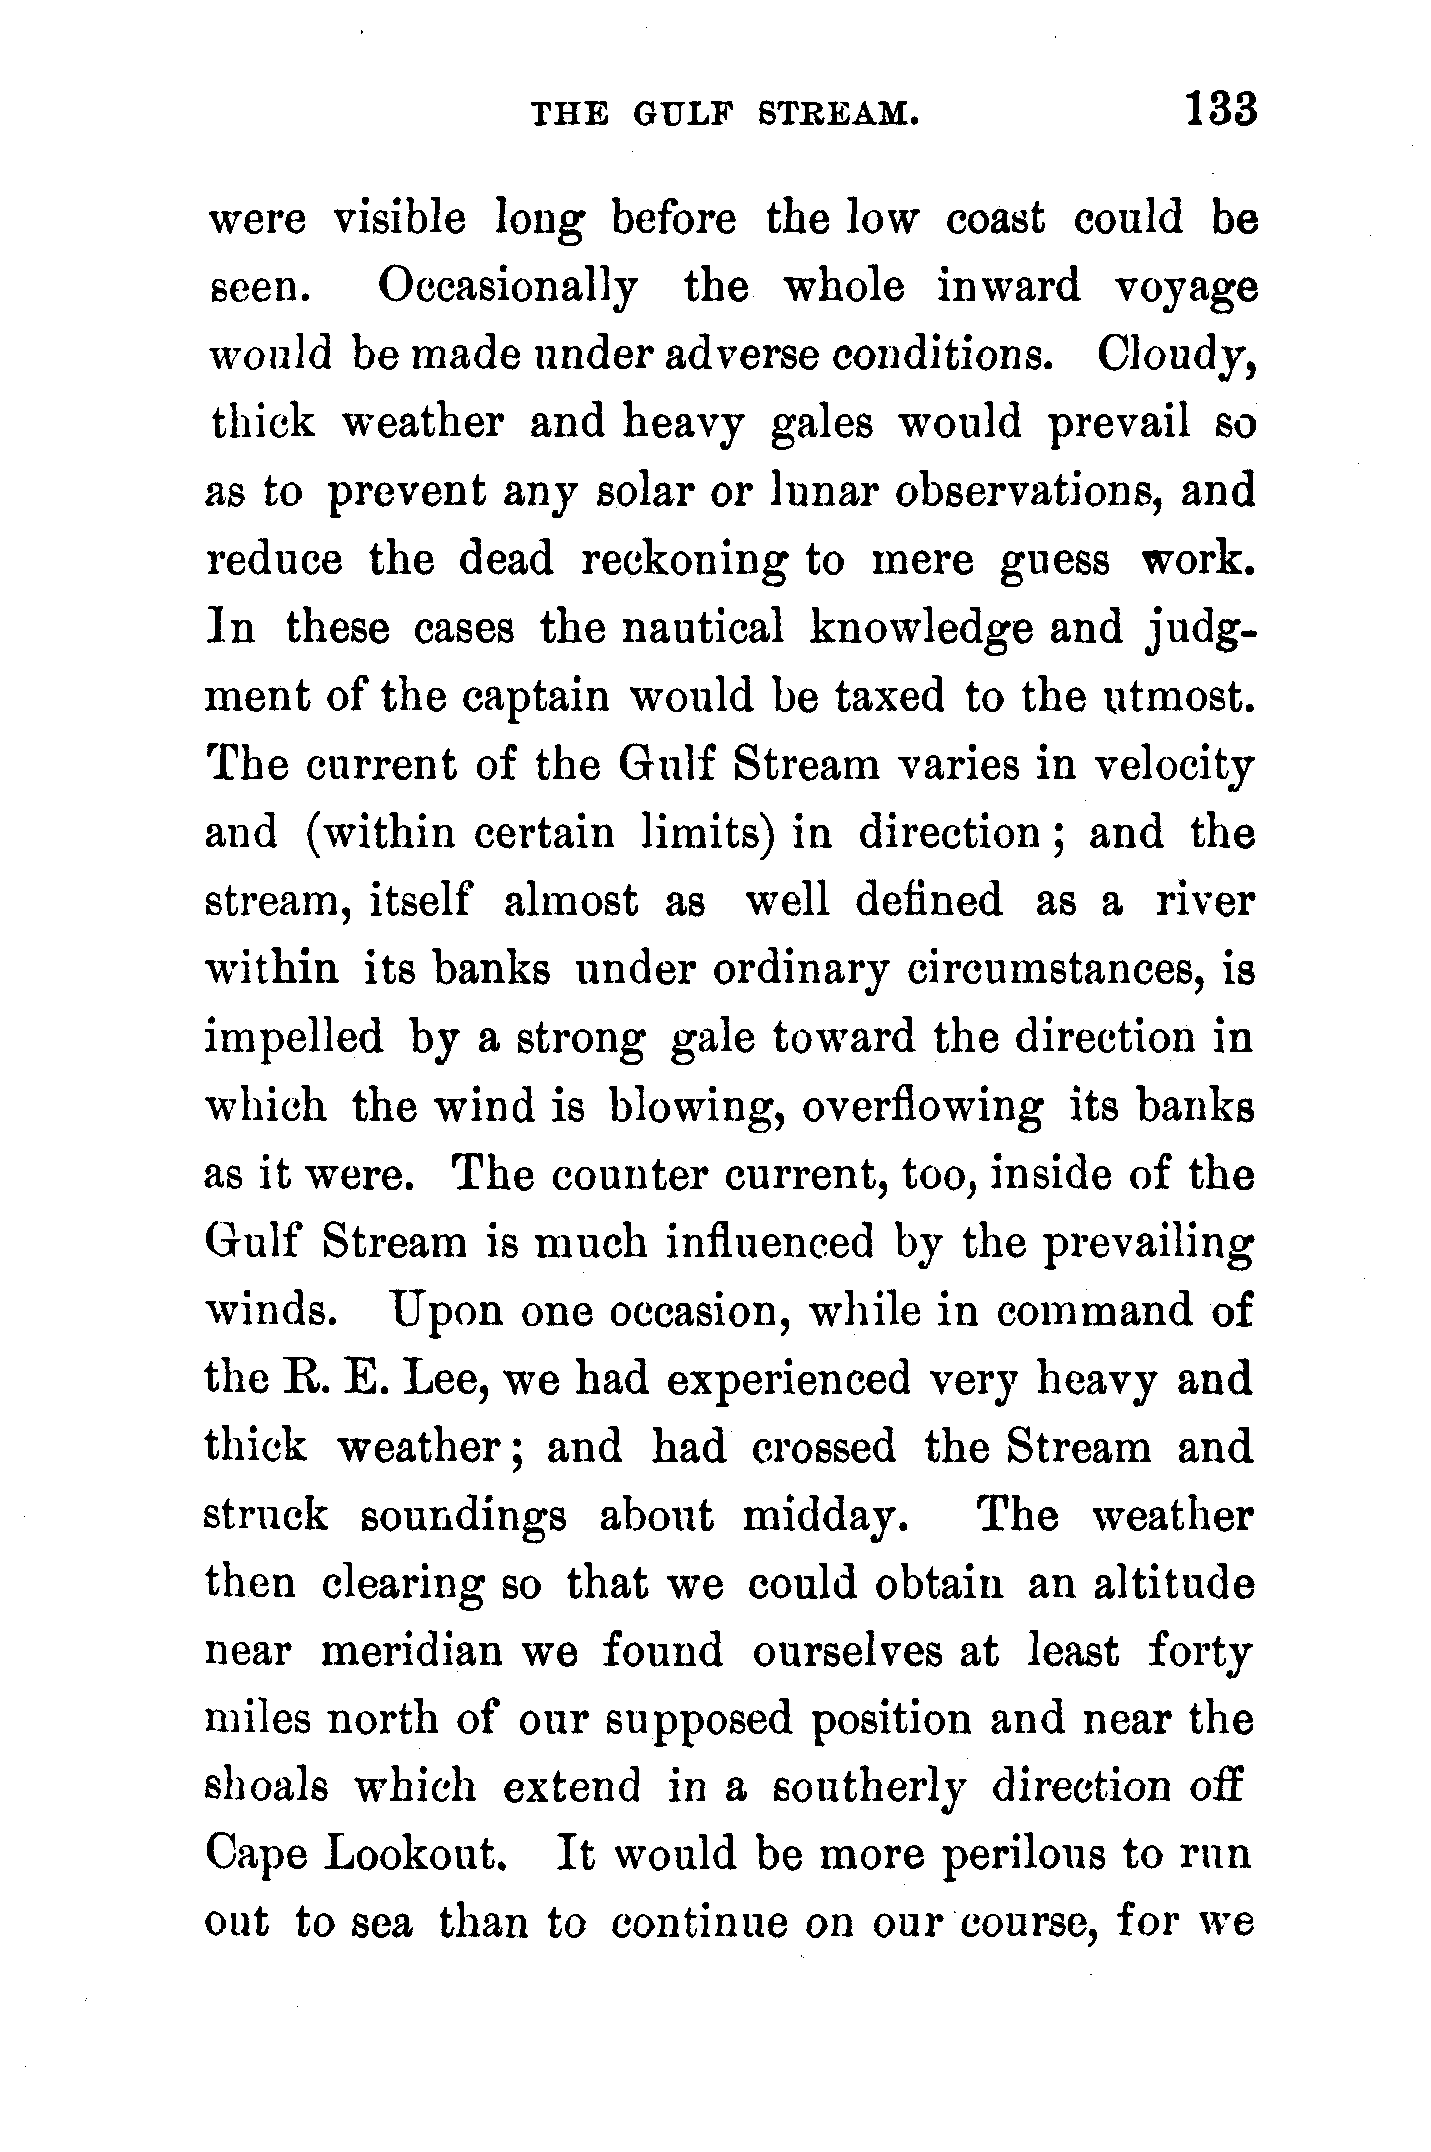 THE GULF STREAM. 133
were visible long before the low coast could be
seen. Occasionally the whole inward voyage
would be made under adverse conditions. Cloudy,
thick weather and heavy gales would prevail so
as to prevent any solar or lunar observations, and
reduce the dead reckoning to mere guess work.
In these cases the nautical knowledge and judg-
ment of the captain would be taxed to the utmost.
The current of the Gulf Stream varies in velocity
and (within certain limits) in direction ; and the
stream, itself almost as well defined as a river
within its banks under ordinary circumstances, is
impelled by a strong gale toward the direction in
which the wind is blowing, overflowing its banks
as it were. The counter current, too, inside of the
Gulf Stream is much influenced by the prevailing
winds. Upon one occasion, while in command of
the R. E. Lee, we had experienced very heavy and
thick weather ; and had crossed the Stream and
struck soundings about midday. The weather
then clearing so that we could obtain an altitude
near meridian we found ourselves at least forty
miles north of our supposed position and near the
shoals which extend in a southerly direction off
Cape Lookout. It would be more perilous to run
out to sea than to continue on our course, for we